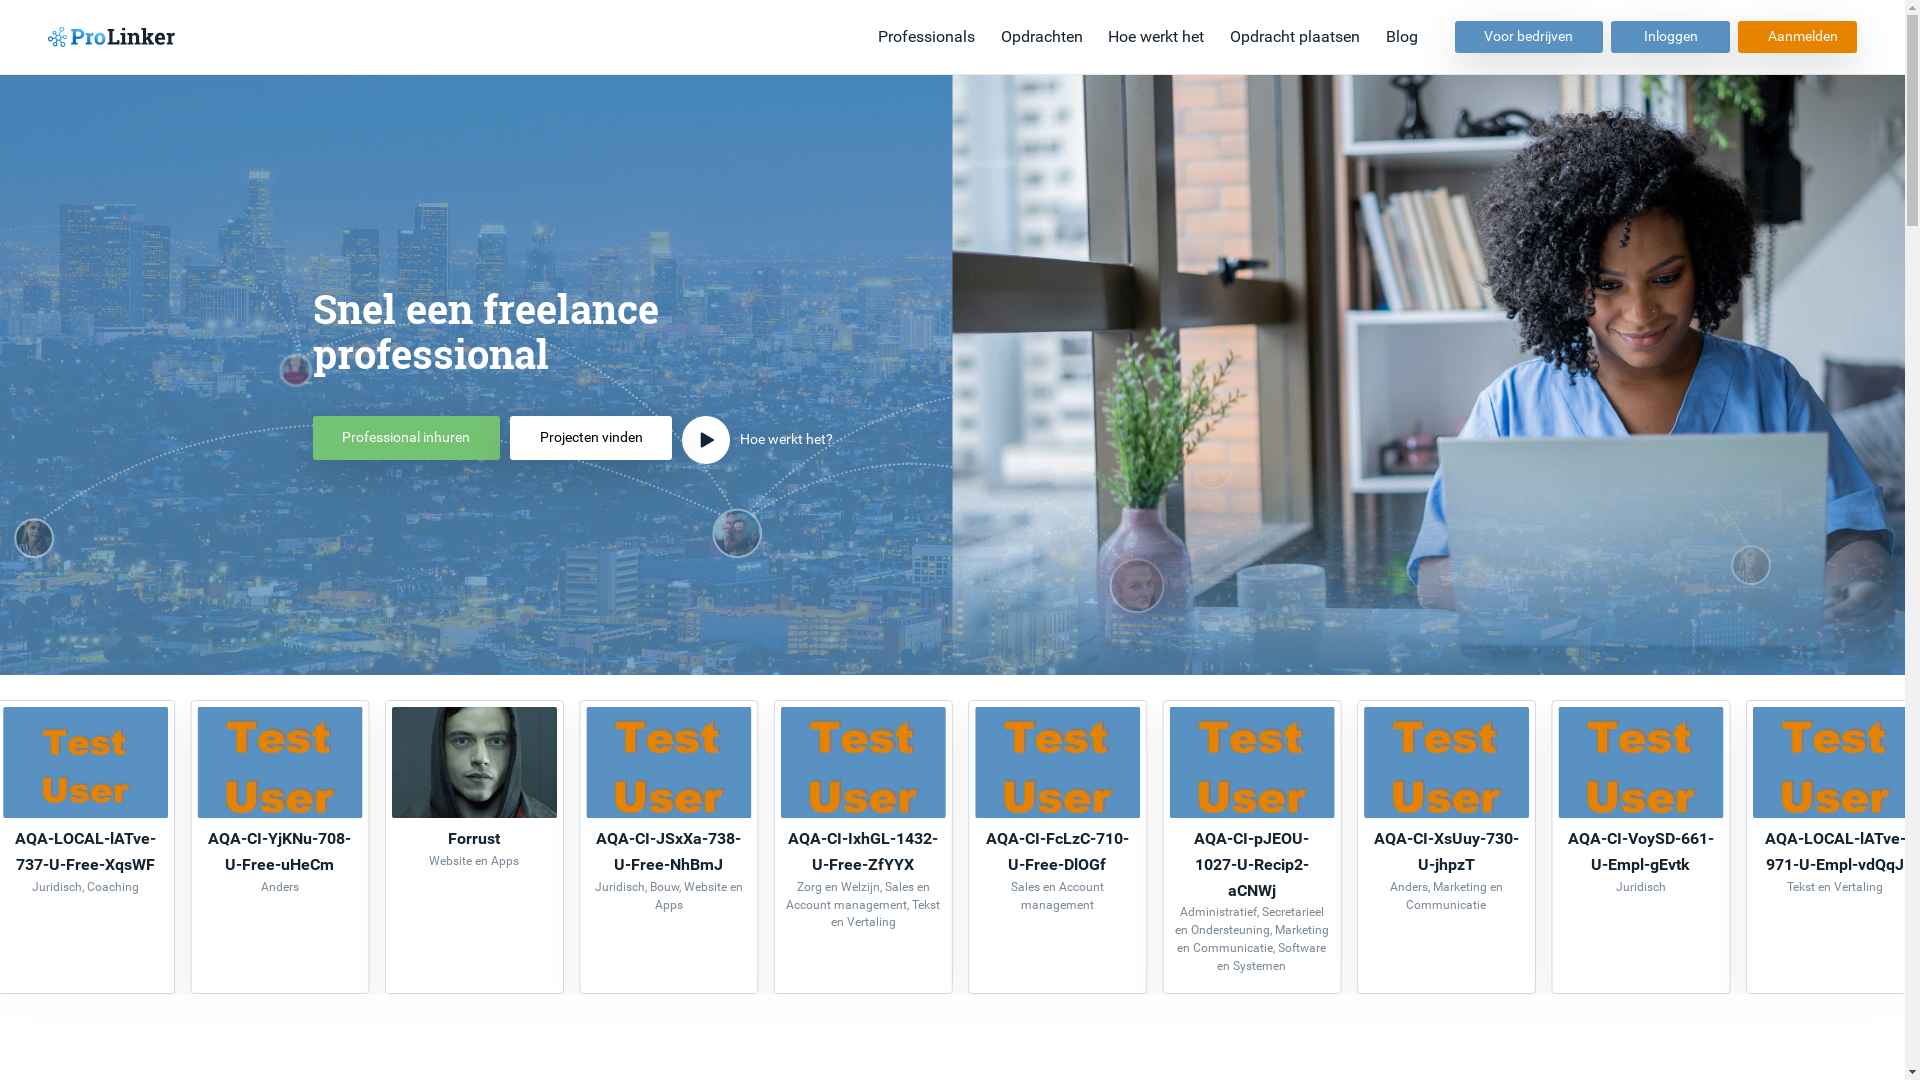 ProLinker
Professionals
Opdrachten
Hoe werkt het
Opdracht plaatsen
Blog
Voor bedrijven
Inloggen
Aanmelden
Snel een freelance
professional
Professional inhuren
Projecten vinden
Hoe werkt het?
Test
User
AQA-LOCAL-lATve-
737-U-Free-XqsWF
Juridisch, Coaching
Test
User
AQA-CI-YjKNu-708-
U-Free-uHeCm
Anders
Forrust
Website en Apps
Test
User
AQA-CI-JSxXa-738-
U-Free-NhBmJ
Juridisch, Bouw, Website en
Apps
Test
User
AQA-CI-IxhGL-1432-
U-Free-ZfYYX
Zorg en Welzijn, Sales en
Account management, Tekst
en Vertaling
Test
User
AQA-CI-FcLzC-710-
U-Free-DlOGf
Sales en Account
management
Test
User
AQA-CI-pJEOU-
1027-U-Recip2-
aCNWj
Administratief, Secretarieel
en Ondersteuning, Marketing
en Communicatie, Software
en Systemen
Test
User
AQA-CI-XsUuy-730-
U-jhpzT
Anders, Marketing en
Communicatie
Test
User
AQA-CI-VoySD-661-
U-Empl-gEvtk
Juridisch
Test
User
AQA-LOCAL-lATve-
971-U-Empl-vdQqJ
Tekst en Vertaling